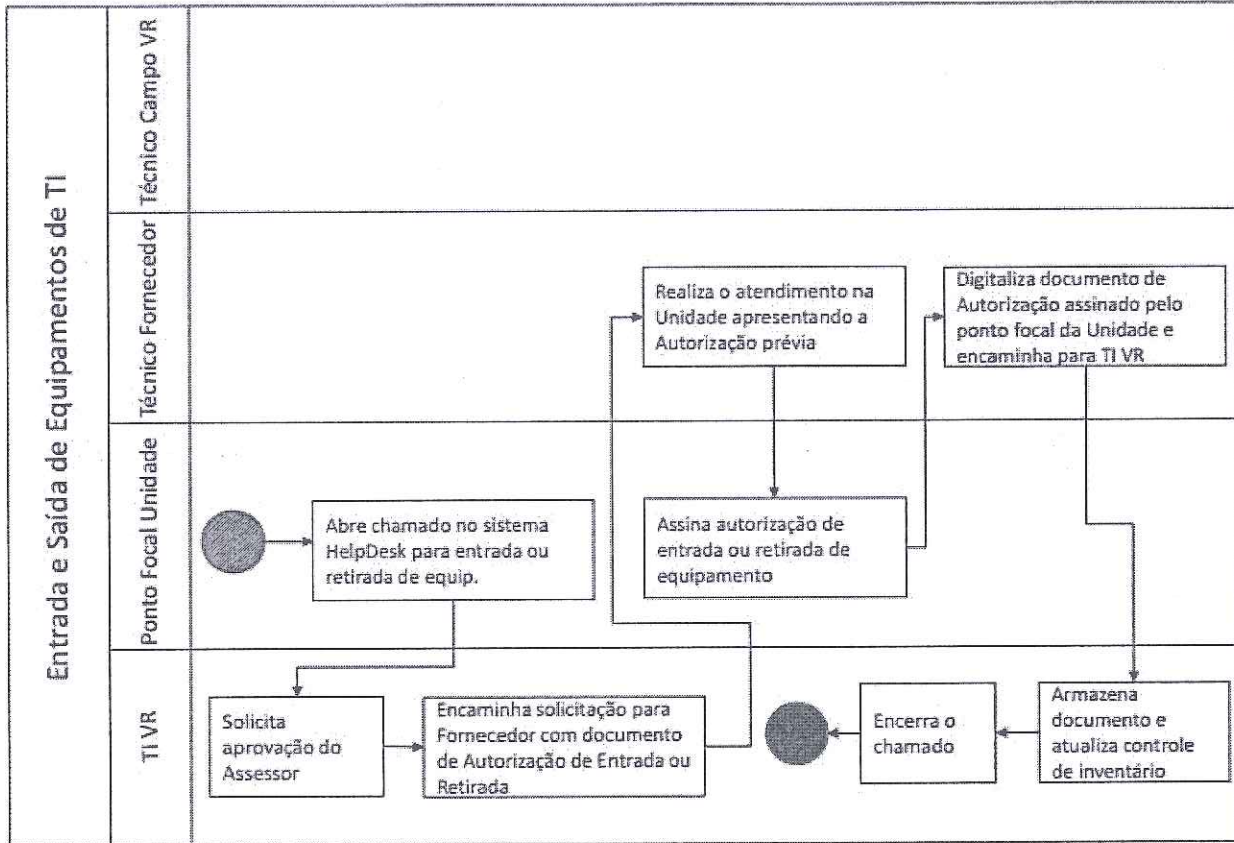 Entrada e Saída de Equipamentos de TI
Técnico Campo VR
Técnico Fornecedor
Realiza o atendimento na
Unidade apresentando a
Autorização prévia
Digitaliza documento de
Autorização assinado pelo
ponto focal da Unidade e
encaminha para TI VR
Ponto Focal Unidade
Abre chamado no sistema
HelpDesk para entrada ou
retirada de equip.
Assina autorização de
entrada ou retirada de
equipamento
TI VR
Solicita
aprovação do
Assessor
Encaminha solicitação para
Fornecedor com documento
de Autorização de Entrada ou
Retirada
Encerra o
chamado
Armazena
documento e
atualiza controle
de inventário